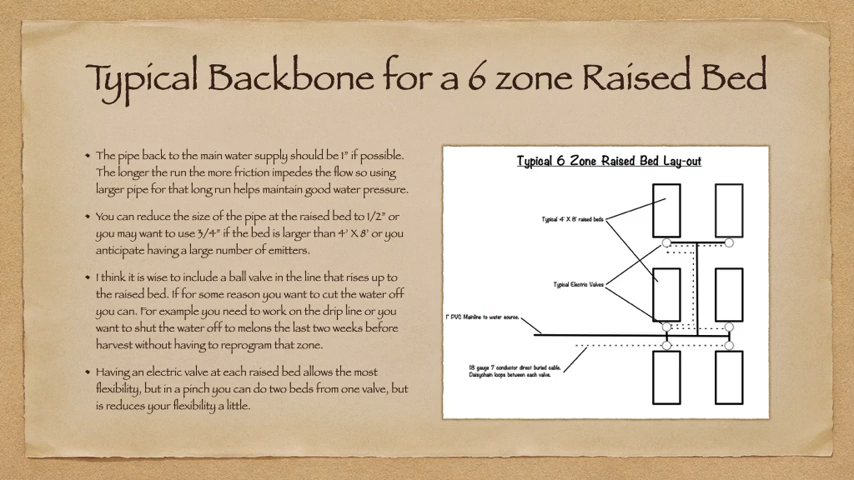 Typical Backbone for a 6 zone Raised Bed
• The pipe back to the main water supply should be 1" if possible.
The longer the run the more friction impedes the flow so using
larger pipe for that long run helps maintain good water pressure.
• You can reduce the size of the pipe at the raised bed to 1/2" or
you may want to use 3/4" if the bed is larger than 4' X 8' or you
anticipate having a large number of emitters.
• I think it is wise to include a ball valve in the line that rises up to
the raised bed. If for some reason you want to cut the water off
you can. For example you need to work on the drip line or you
want to shut the water off to melons the last two weeks before
harvest without having to reprogram that zone.
• Having an electric valve at each raised bed allows the most
flexibility, but in a pinch you can do two beds from one valve, but
is reduces your flexibility a little.
Typical 6 Zone Raised Bed Lay-out
Typical 4' X 8' raised beds
Typical Electric Valves
1" PVC Mainline to water source.
18 gauge 7 conductor direct buried cable.
Daisychain loops between each valve.